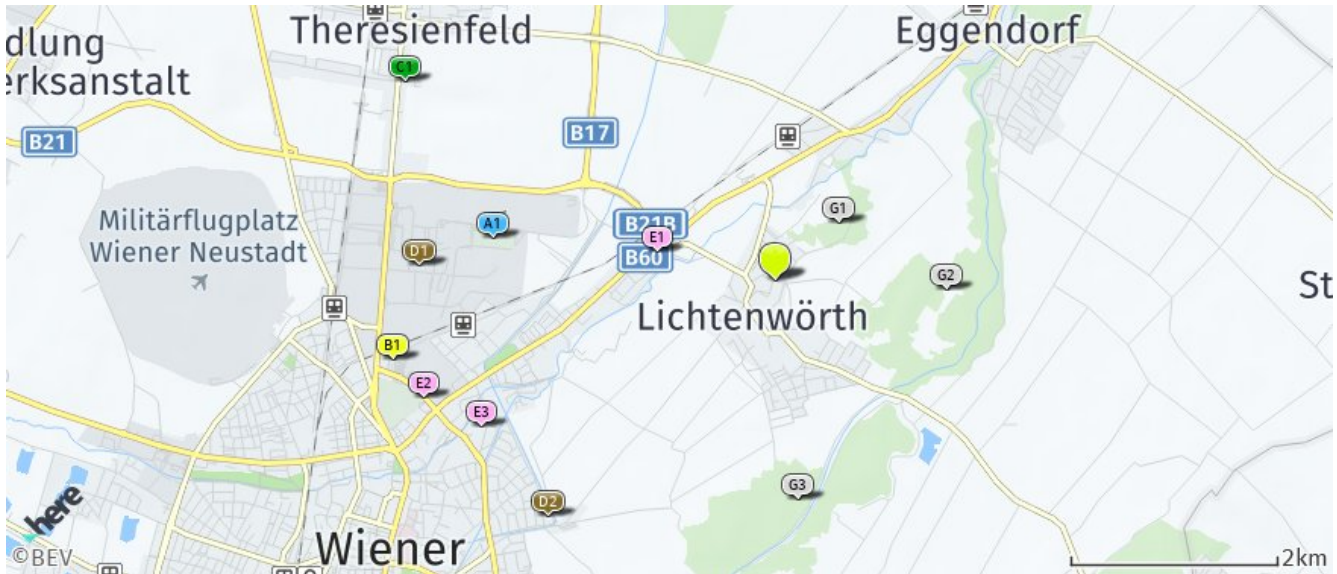 Theresienfeld
Eggendorf
dlung
erksanstalt
C1
B21
B17
Militärflugplatz
Wiener Neustadt
A1
D1
B21B
E1
B60
G1
G2
St
Lichtenwörth
B1
E2
E3
G3
D2
here
©BEV
Wiener
2km